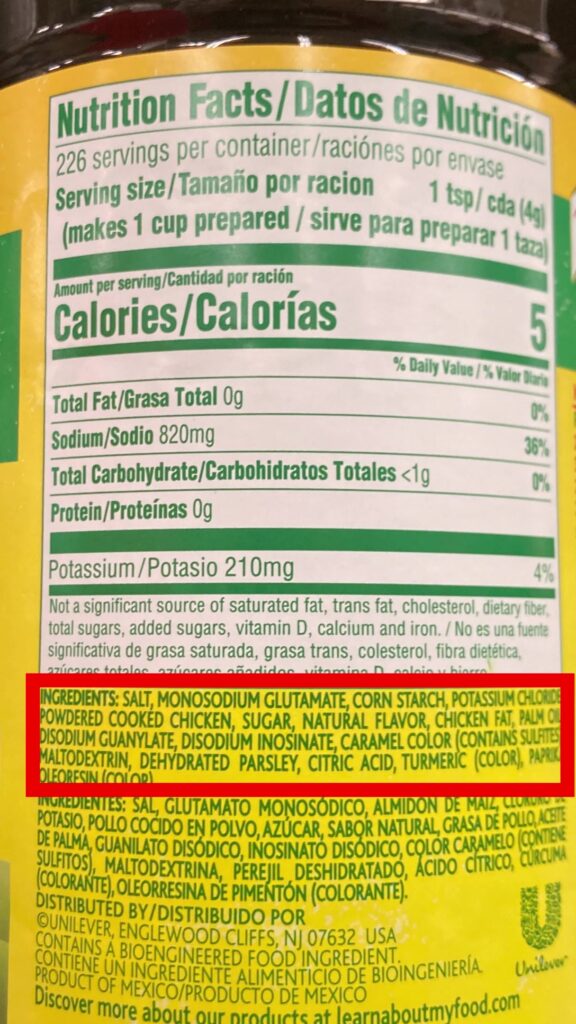 Nutrition Facts/Datos de Nutrición
226 servings per container/raciónes por envase
Serving size/Tamaño por racion 1 tsp/cda (4g)
(makes 1 cup prepared / sirve para preparar 1 taza)
Amount per serving/Cantidad por ración
Calories/Calorías 5
% Daily Value/% Valor Diario
Total Fat/Grasa Total 0g 0%
Sodium/Sodio 820mg 36%
Total Carbohydrate/Carbohidratos Totales <1g 0%
Protein/Proteínas 0g
Potassium/Potasio 210mg 4%
Not a significant source of saturated fat, trans fat, cholesterol, dietary fiber,
total sugars, added sugars, vitamin D, calcium and iron. / No es una fuente
significativa de grasa saturada, grasa trans, colesterol, fibra dietética,
azúcares totales, azúcares añadidos, vitamina D, calcio y hierro
INGREDIENTS: SALT, MONOSODIUM GLUTAMATE, CORN STARCH, POTASSIUM CHLORIDE
POWDERED COOKED CHICKEN, SUGAR, NATURAL FLAVOR, CHICKEN FAT, PALM OIL
DISODIUM GUANYLATE, DISODIUM INOSINATE, CARAMEL COLOR (CONTAINS SULFITES
MALTODEXTRIN, DEHYDRATED PARSLEY, CITRIC ACID, TURMERIC (COLOR), PAPRIK
OLEORESIN (COLOR)
INGREDIENTES: SAL, GLUTAMATO MONOSÓDICO, ALMIDÓN DE MAÍZ, CLORURO DE
POTASIO, POLLO COCIDO EN POLVO, AZÚCAR, SABOR NATURAL, GRASA DE POLLO, ACEITE
DE PALMA, GUANILATO DISÓDICO, INOSINATO DISÓDICO, COLOR CARAMELO (CONTIENE
SULFITOS), MALTODEXTRINA, PEREJIL DESHIDRATADO, ÁCIDO CÍTRICO, CÚRCUMA
(COLORANTE), OLEORRESINA DE PIMENTÓN (COLORANTE).
DISTRIBUTED BY/DISTRIBUIDO POR
©UNILEVER, ENGLEWOOD CLIFFS, NJ 07632 USA
CONTAINS A BIOENGINEERED FOOD INGREDIENT.
CONTIENE UN INGREDIENTE ALIMENTICIO DE BIOINGENIERÍA.
PRODUCT OF MEXICO/PRODUCTO DE MEXICO
Unilever
Discover more about our products at learnaboutmyfood.com